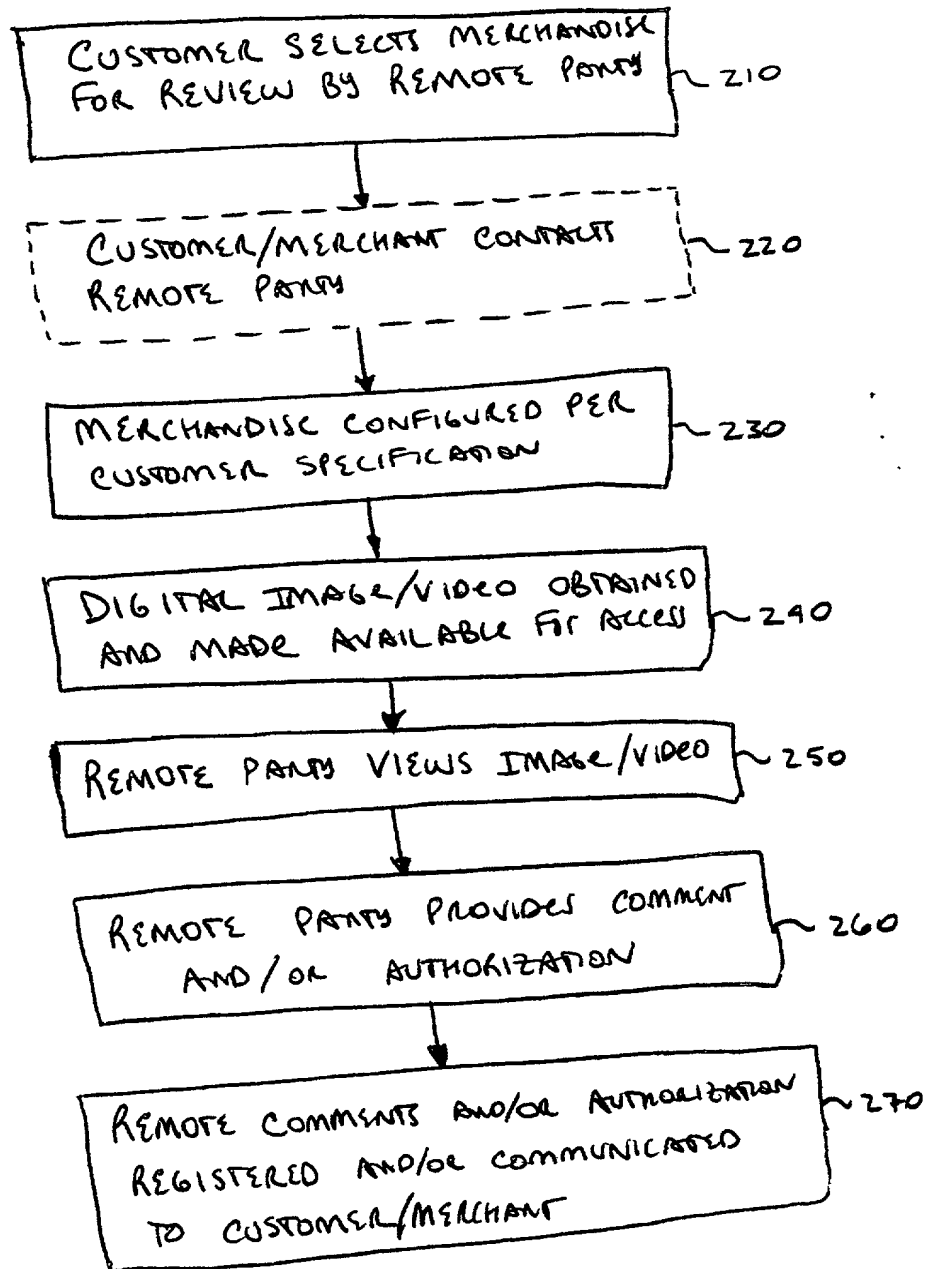 CUSTOMER SELECTS MERCHANDISE
FOR REVIEW BY REMOTE PARTY
210
CUSTOMER/MERCHANT CONTACTS
REMOTE PARTY
220
MERCHANDISE CONFIGURED PER
CUSTOMER SPECIFICATION
230
DIGITAL IMAGE/VIDEO OBTAINED
AND MADE AVAILABLE FOR ACCESS
240
REMOTE PARTY VIEWS IMAGE/VIDEO
250
REMOTE PARTY PROVIDES COMMENT
AND/OR AUTHORIZATION
260
REMOTE COMMENTS AND/OR AUTHORIZATION
REGISTERED AND/OR COMMUNICATED
TO CUSTOMER/MERCHANT
270